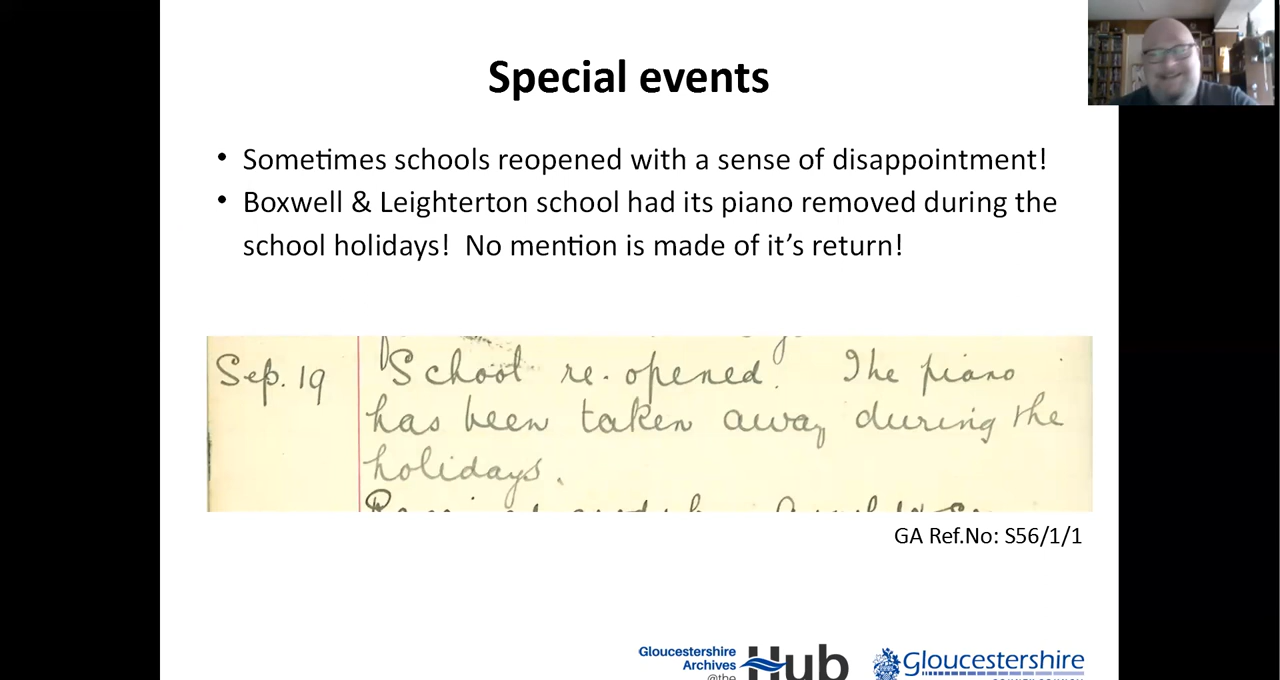 Special events
• Sometimes schools reopened with a sense of disappointment!
• Boxwell & Leighterton school had its piano removed during the
school holidays! No mention is made of it’s return!
Sep. 19 School re-opened. The piano
has been taken away during the
holidays.
GA Ref.No: S56/1/1
Gloucestershire
Archives
@the
Hub
Gloucestershire